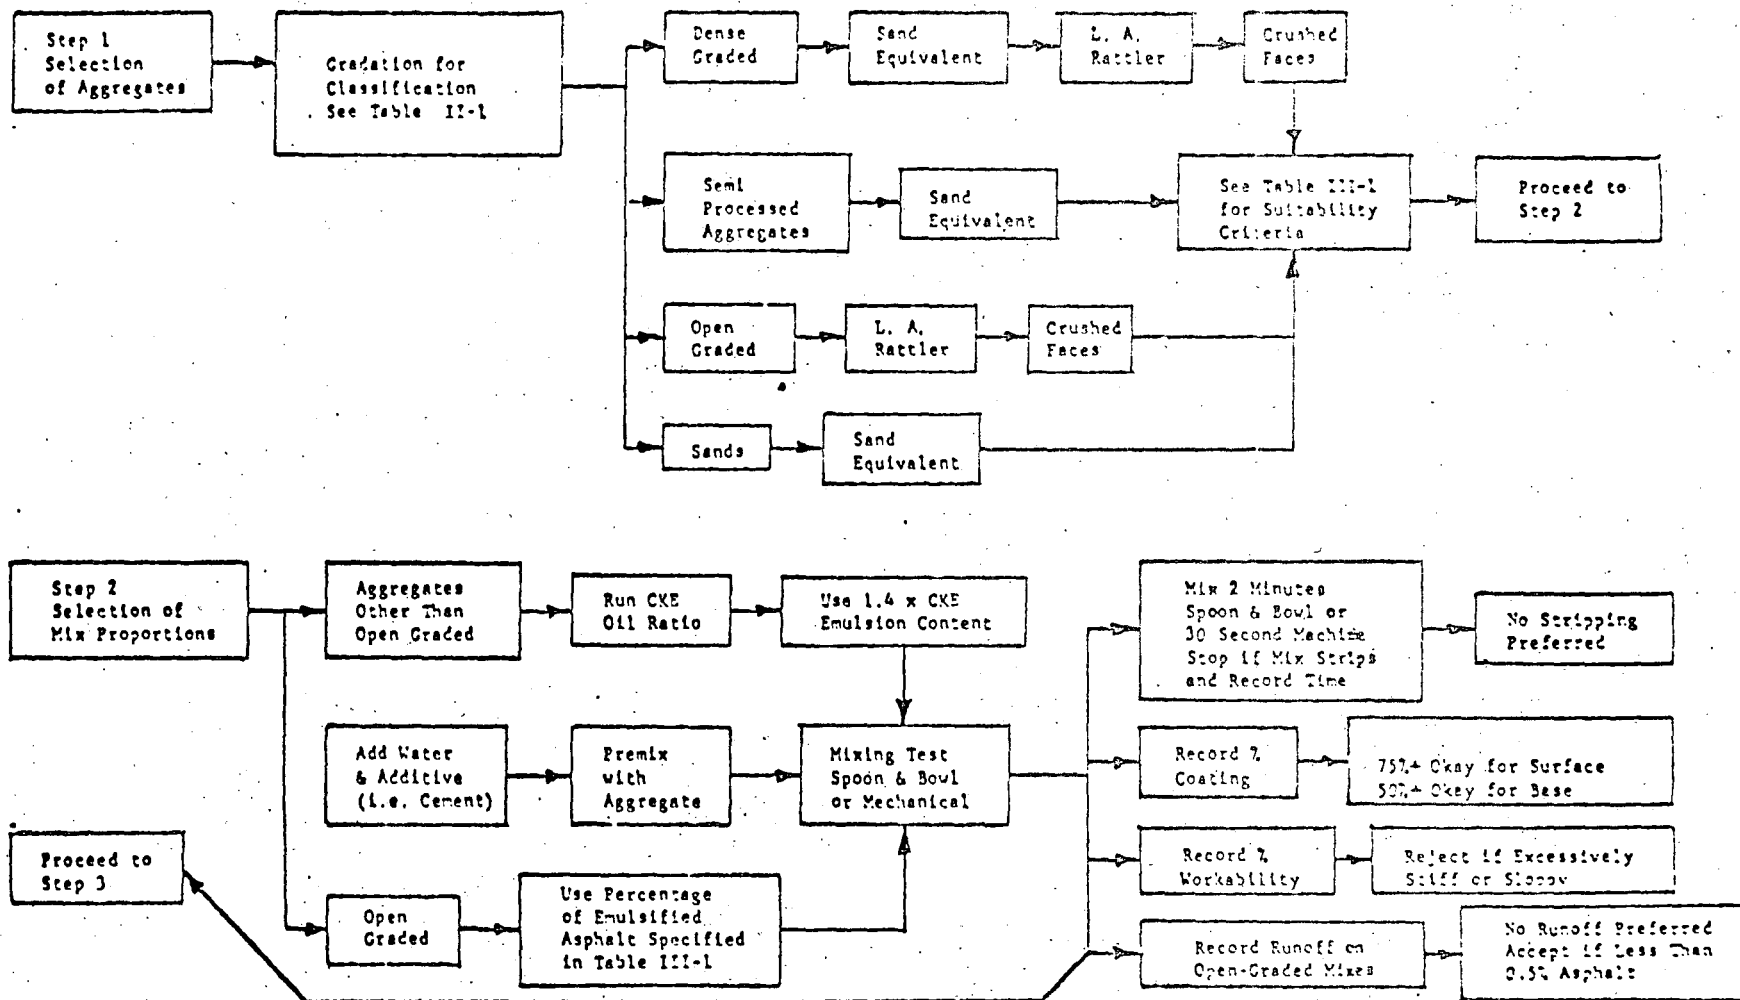 Step 1
Selection
of Aggregates
Gradation for
Classification
See Table II-1
Dense
Graded
Sand
Equivalent
L. A.
Rattler
Crushed
Faces
Semi
Processed
Aggregates
Sand
Equivalent
See Table III-1
for Suitability
Criteria
Proceed to
Step 2
Open
Graded
L. A.
Rattler
Crushed
Faces
Sands
Sand
Equivalent
Step 2
Selection of
Mix Proportions
Aggregates
Other Than
Open Graded
Run CKE
Oil Ratio
Use 1.4 x CKE
Emulsion Content
Mix 2 Minutes
Spoon & Bowl or
30 Second Machine
Stop if Mix Strips
and Record Time
No Stripping
Preferred
Add Water
& Additive
(i.e. Cement)
Premix
with
Aggregate
Mixing Test
Spoon & Bowl
or Mechanical
Record %
Coating
75%+ Okay for Surface
50%+ Okay for Base
Proceed to
Step 3
Record %
Workability
Reject if Excessively
Stiff or Sloppy
Open
Graded
Use Percentage
of Emulsified
Asphalt Specified
in Table III-1
Record Runoff on
Open-Graded Mixes
No Runoff Preferred
Accept if Less Than
0.5% Asphalt